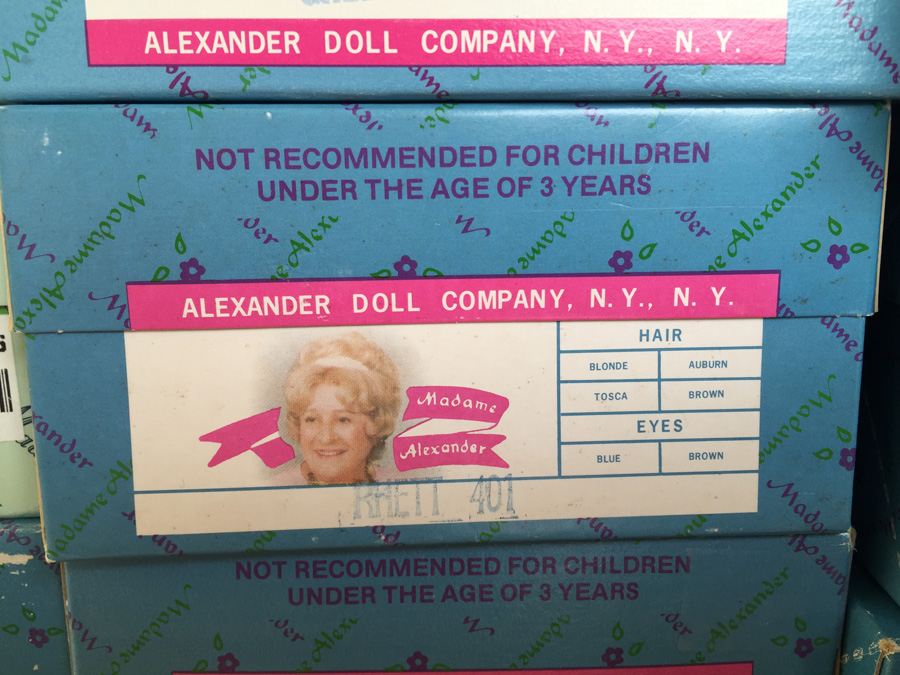 ALEXANDER DOLL COMPANY, N. Y., N. Y.
NOT RECOMMENDED FOR CHILDREN
UNDER THE AGE OF 3 YEARS
Madame Alexander
ALEXANDER DOLL COMPANY, N. Y., N. Y.
HAIR
BLONDE AUBURN
TOSCA BROWN
EYES
BLUE BROWN
Madame
Alexander
RHETT 401
NOT RECOMMENDED FOR CHILDREN
UNDER THE AGE OF 3 YEARS